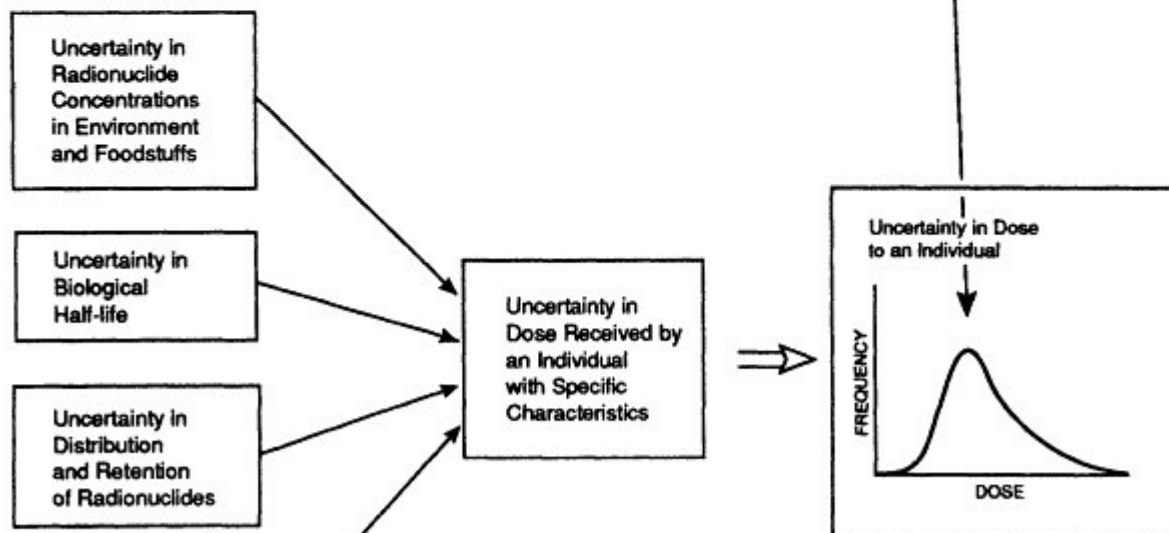 Uncertainty in
Radionuclide
Concentrations
in Environment
and Foodstuffs
Uncertainty in
Biological
Half-life
Uncertainty in
Distribution
and Retention
of Radionuclides
Uncertainty in
Dose Received by
an Individual
with Specific
Characteristics
Uncertainty in Dose
to an Individual
FREQUENCY
DOSE